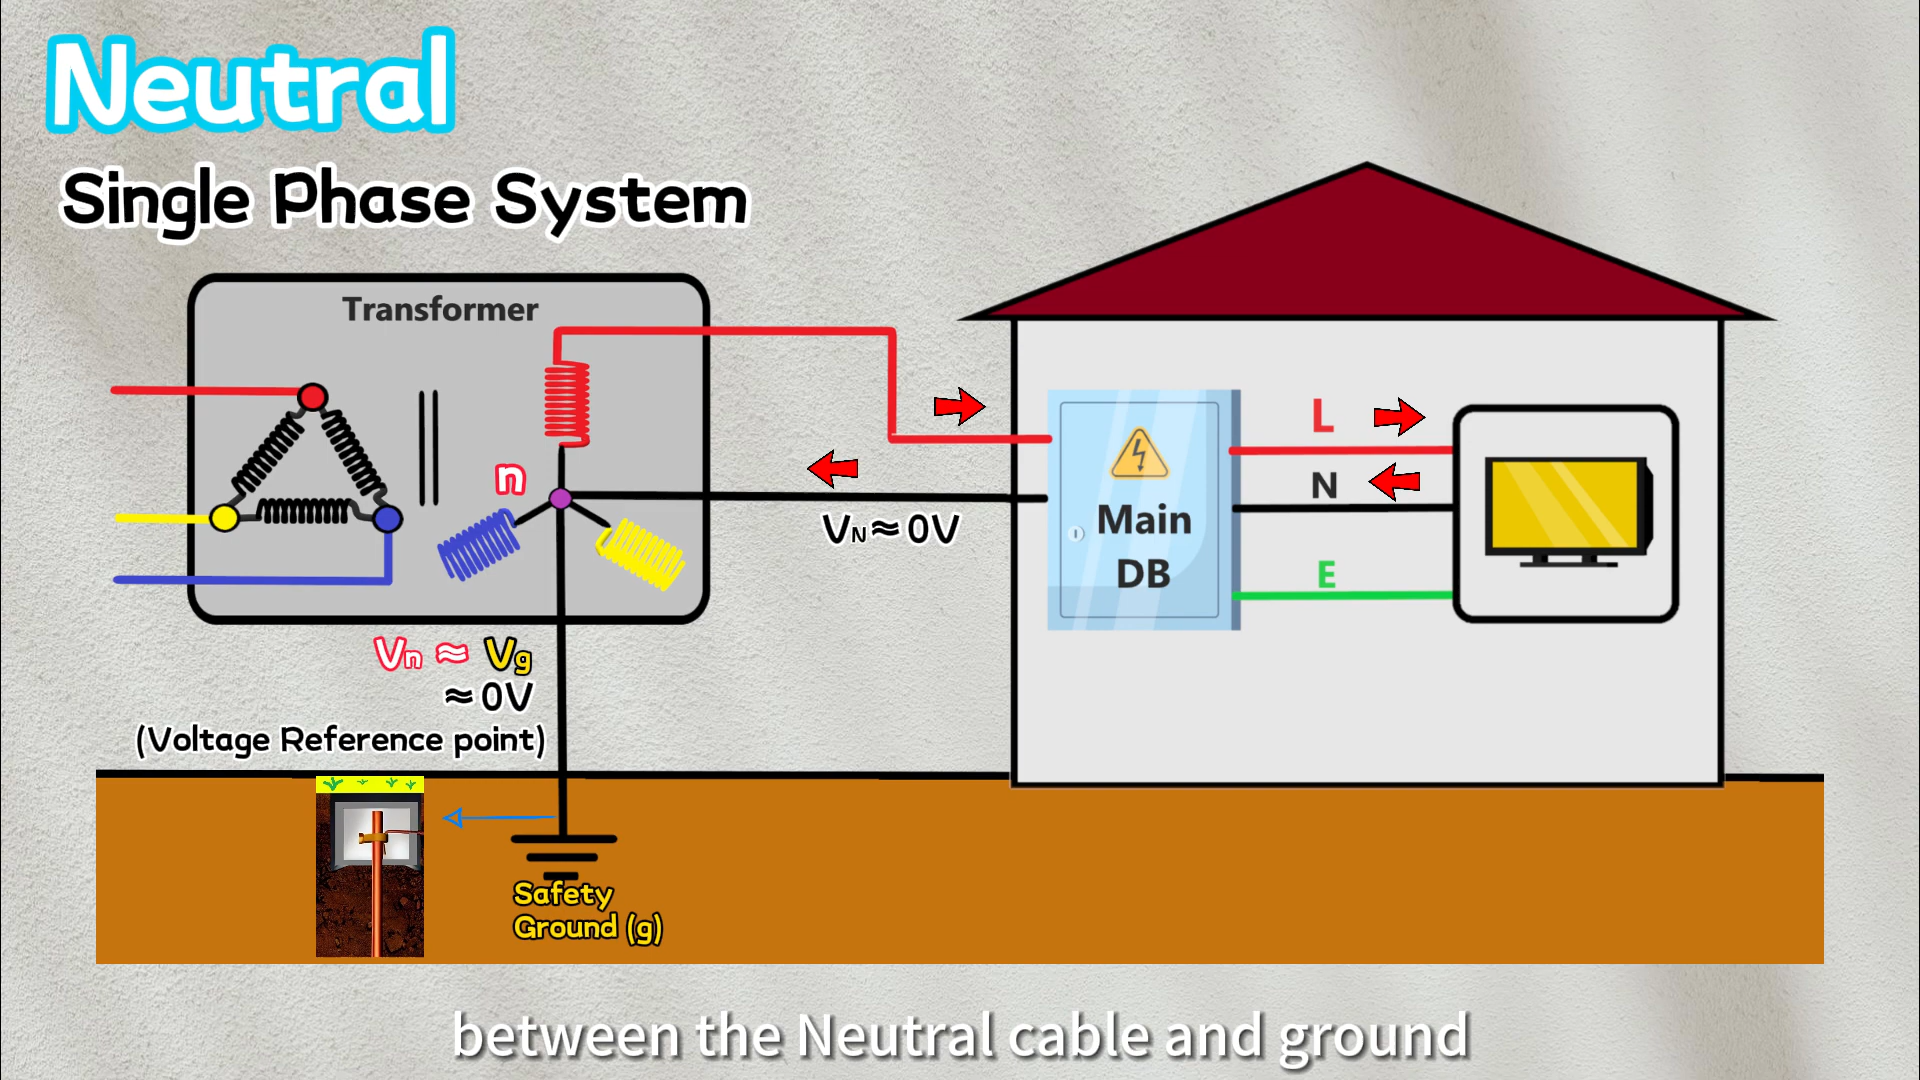 Neutral
Single Phase System
Transformer
n
L
N
E
Main
DB
VN≈0V
Vn ≈ Vg
≈0V
(Voltage Reference point)
Safety
Ground (g)
between the Neutral cable and ground